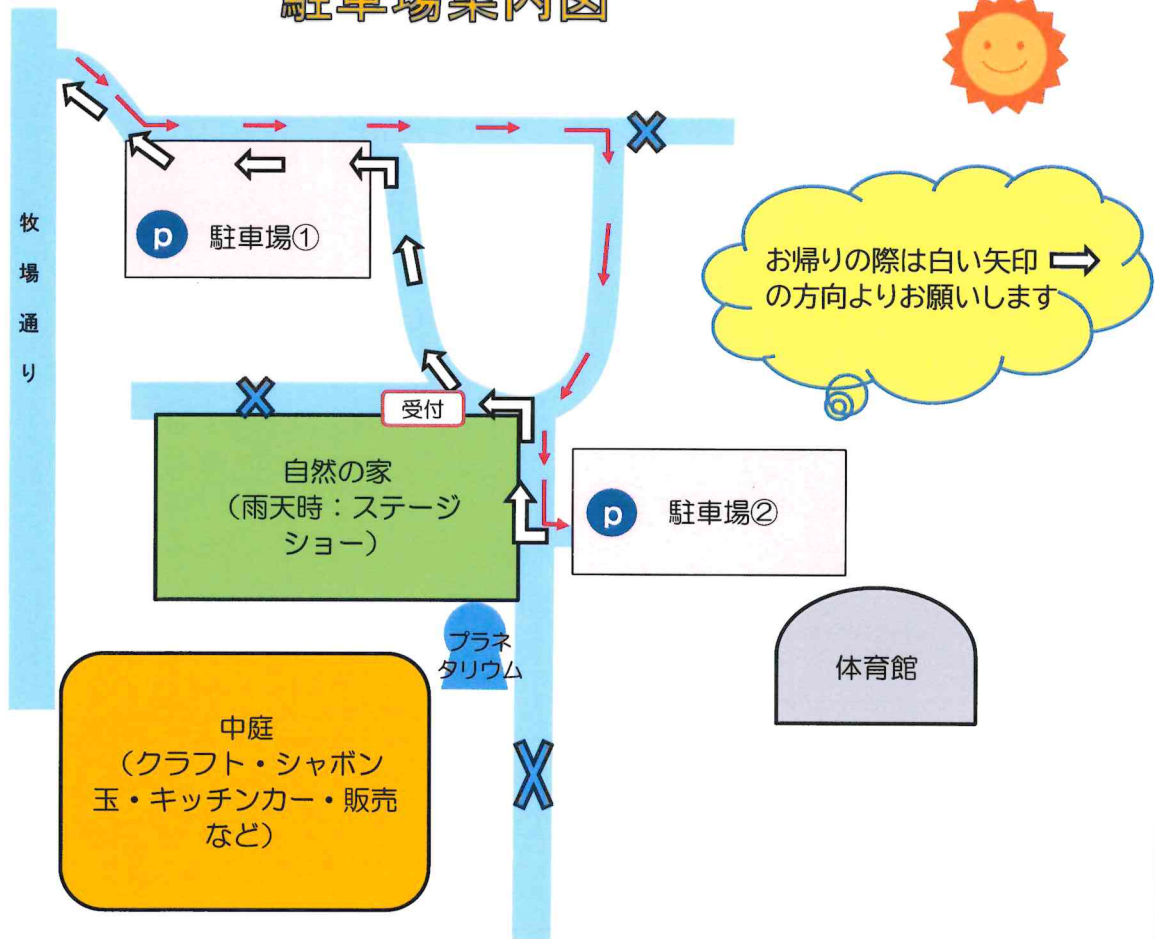 駐車場案内図
牧場通り
p 駐車場①
お帰りの際は白い矢印
の方向よりお願いします
受付
自然の家
（雨天時：ステージ
ショー）
p 駐車場②
プラネ
タリウム
体育館
中庭
（クラフト・シャボン
玉・キッチンカー・販売
など）